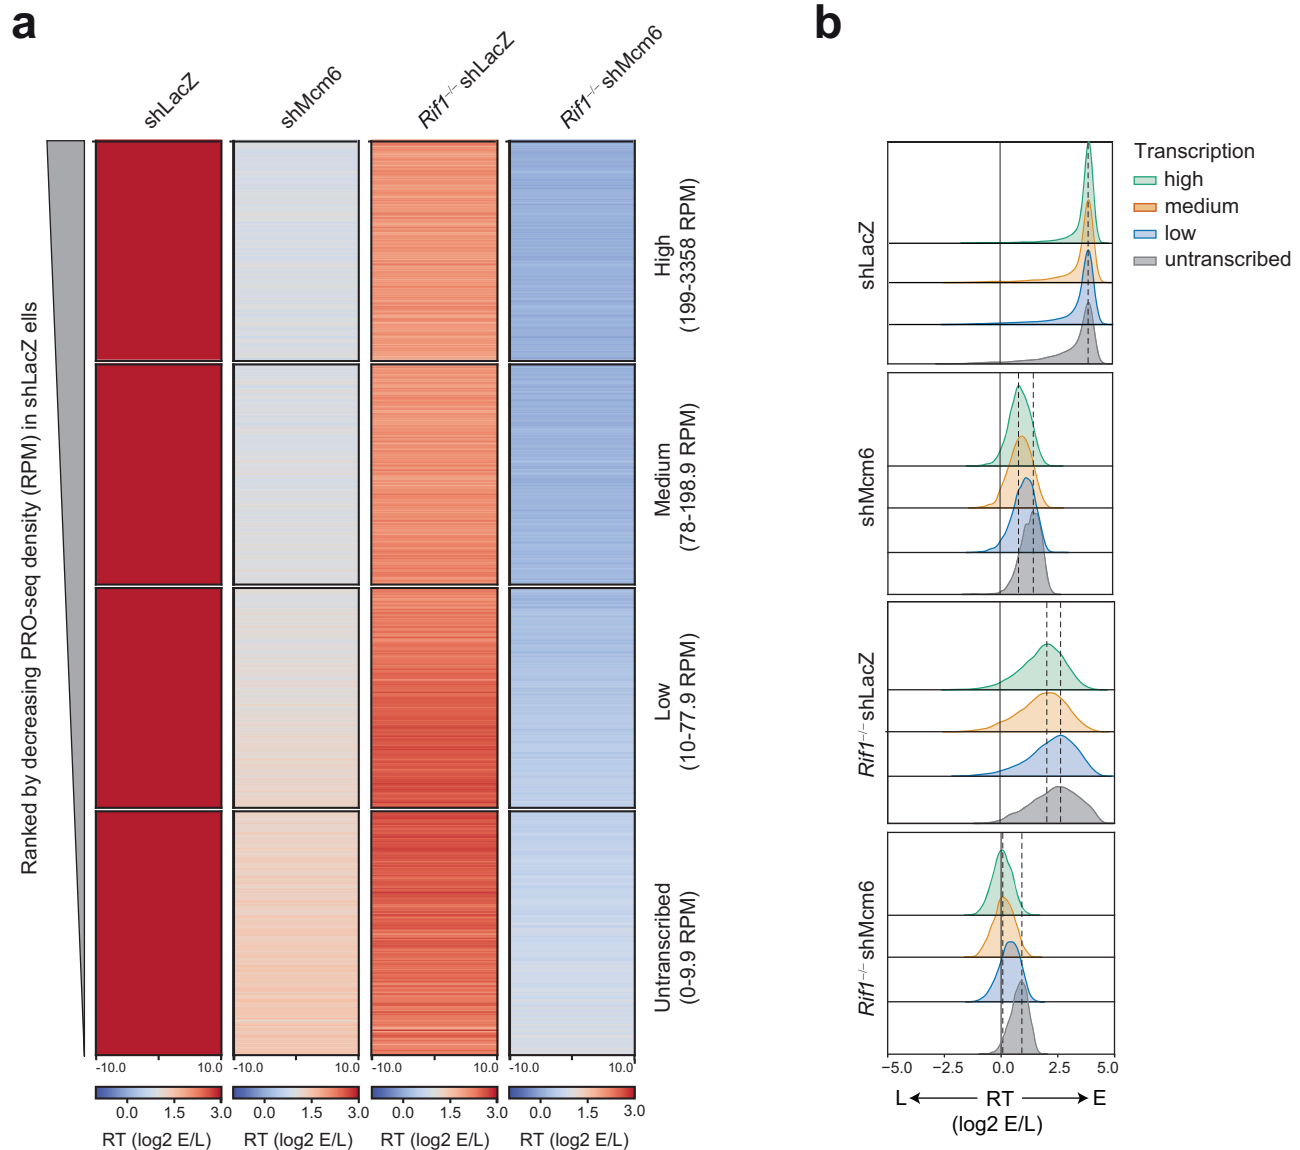 a
b
shLacZ
shMcm6
Rif1⁻/⁻ shLacZ
Rif1⁻/⁻ shMcm6
Ranked by decreasing PRO-seq density (RPM) in shLacZ ells
High
(199-3358 RPM)
Medium
(78-198.9 RPM)
Low
(10-77.9 RPM)
Untranscribed
(0-9.9 RPM)
-10.0 10.0 -10.0 10.0 -10.0 10.0 -10.0 10.0
0.0 1.5 3.0 0.0 1.5 3.0 0.0 1.5 3.0 0.0 1.5 3.0
RT (log2 E/L) RT (log2 E/L) RT (log2 E/L) RT (log2 E/L)
Transcription
high
medium
low
untranscribed
shLacZ
shMcm6
Rif1⁻/⁻ shLacZ
Rif1⁻/⁻ shMcm6
−5.0 −2.5 0.0 2.5 5.0
L RT E
(log2 E/L)